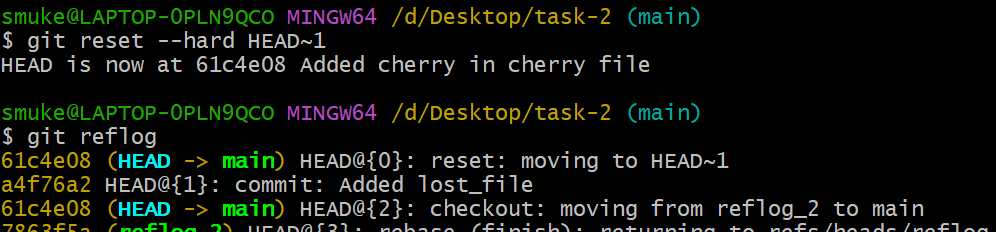 smuke@LAPTOP-0PLN9QCO MINGW64 /d/Desktop/task-2 (main)
$ git reset --hard HEAD~1
HEAD is now at 61c4e08 Added cherry in cherry file
smuke@LAPTOP-0PLN9QCO MINGW64 /d/Desktop/task-2 (main)
$ git reflog
61c4e08 (HEAD -> main) HEAD@{0}: reset: moving to HEAD~1
a4f76a2 HEAD@{1}: commit: Added lost_file
61c4e08 (HEAD -> main) HEAD@{2}: checkout: moving from reflog_2 to main
7863f5a (reflog_2) HEAD@{3}: rebase (finish): returning to refs/heads/reflog